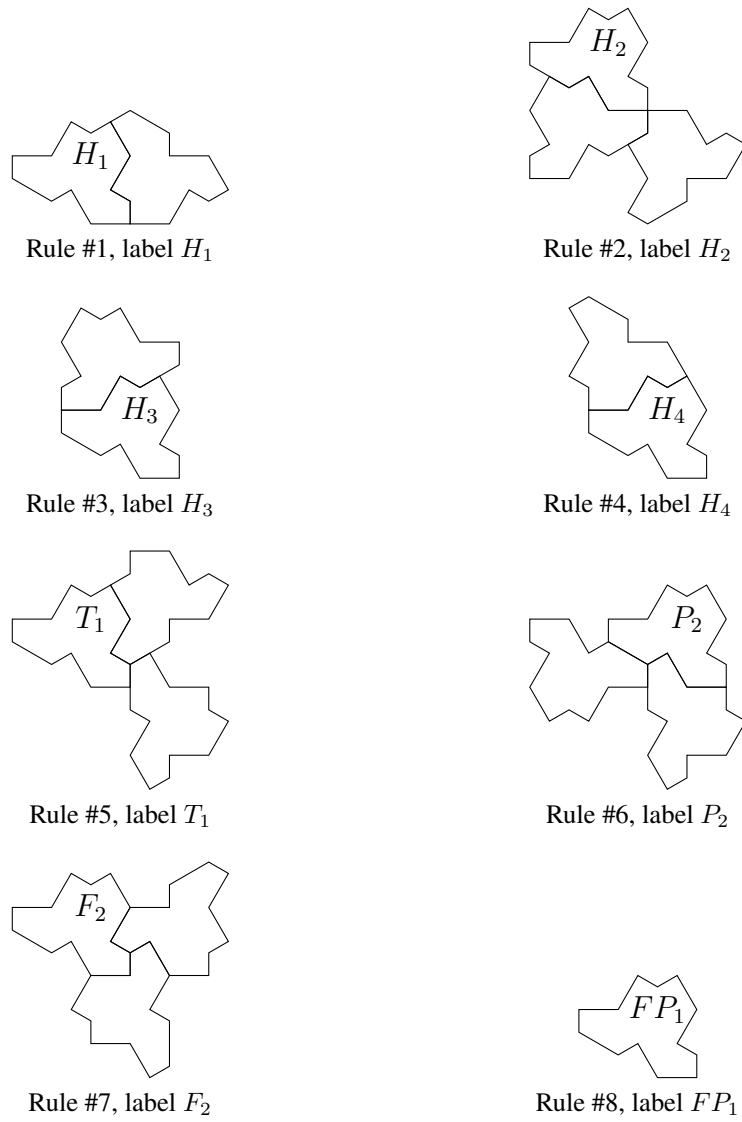 H₁
H₂
Rule #1, label H₁
Rule #2, label H₂
H₃
H₄
Rule #3, label H₃
Rule #4, label H₄
T₁
P₂
Rule #5, label T₁
Rule #6, label P₂
F₂
FP₁
Rule #7, label F₂
Rule #8, label FP₁